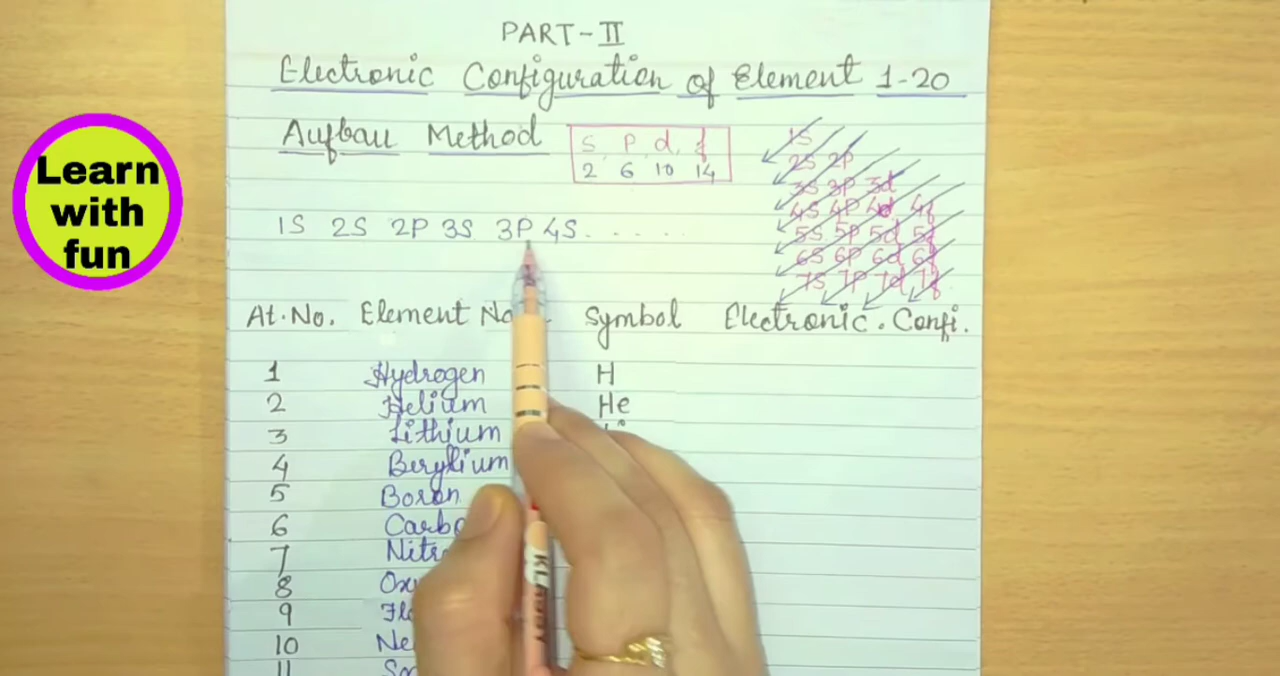 PART-II
Electronic Configuration of Element 1-20
Learn
with
fun
Aufbau Method
S P d f
2 6 10 14
1S
2S 2P
3S 3P 3d
4S 4P 4d 4f
5S 5P 5d 5f
6S 6P 6d 6f
7S 7P 7d 7f
1S 2S 2P 3S 3P 4S.....
At.No. Element Symbol Electronic.Confi.
1 Hydrogen H
2 Helium He
3 Lithium
4 Berylium
5 Boron
6
7
8
9
10
11
KLABBY